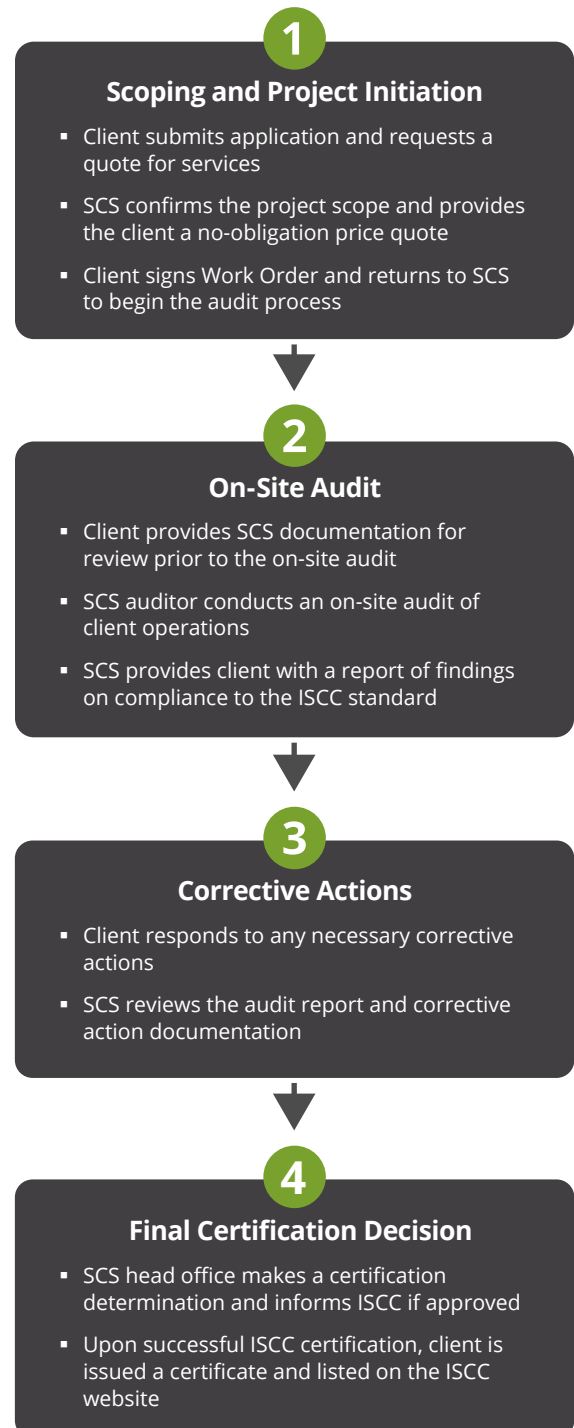 1
Scoping and Project Initiation
▪ Client submits application and requests a
quote for services
▪ SCS confirms the project scope and provides
the client a no-obligation price quote
▪ Client signs Work Order and returns to SCS
to begin the audit process
2
On-Site Audit
▪ Client provides SCS documentation for
review prior to the on-site audit
▪ SCS auditor conducts an on-site audit of
client operations
▪ SCS provides client with a report of findings
on compliance to the ISCC standard
3
Corrective Actions
▪ Client responds to any necessary corrective
actions
▪ SCS reviews the audit report and corrective
action documentation
4
Final Certification Decision
▪ SCS head office makes a certification
determination and informs ISCC if approved
▪ Upon successful ISCC certification, client is
issued a certificate and listed on the ISCC
website